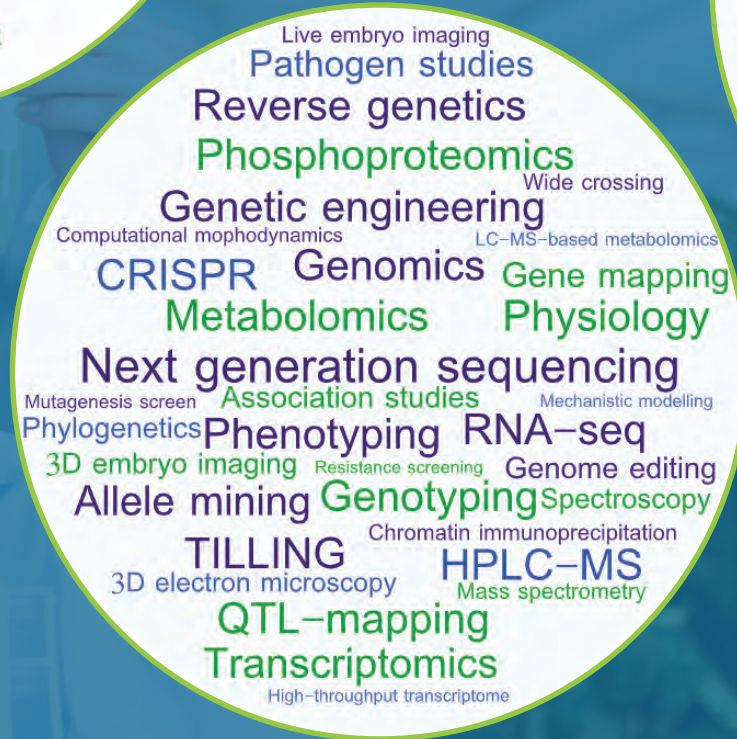 Live embryo imaging
Pathogen studies
Reverse genetics
Phosphoproteomics
Wide crossing
Genetic engineering
Computational mophodynamics
LC-MS-based metabolomics
CRISPR
Genomics
Gene mapping
Metabolomics
Physiology
Next generation sequencing
Mutagenesis screen
Association studies
Mechanistic modelling
Phylogenetics
Phenotyping
RNA-seq
3D embryo imaging
Resistance screening
Genome editing
Allele mining
Genotyping
Spectroscopy
Chromatin immunoprecipitation
TILLING
HPLC-MS
3D electron microscopy
Mass spectrometry
QTL-mapping
Transcriptomics
High-throughput transcriptome